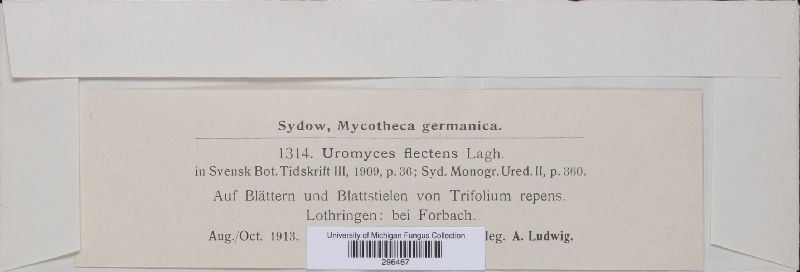 Sydow, Mycotheca germanica.
1314. Uromyces flectens Lagh.
in Svensk Bot. Tidskrift III, 1909, p. 36; Syd. Monogr. Ured. II, p. 360.
Auf Blättern und Blattstielen von Trifolium repens.
Lothringen: bei Forbach.
Aug./Oct. 1913. leg. A. Ludwig.
University of Michigan Fungus Collection
296467